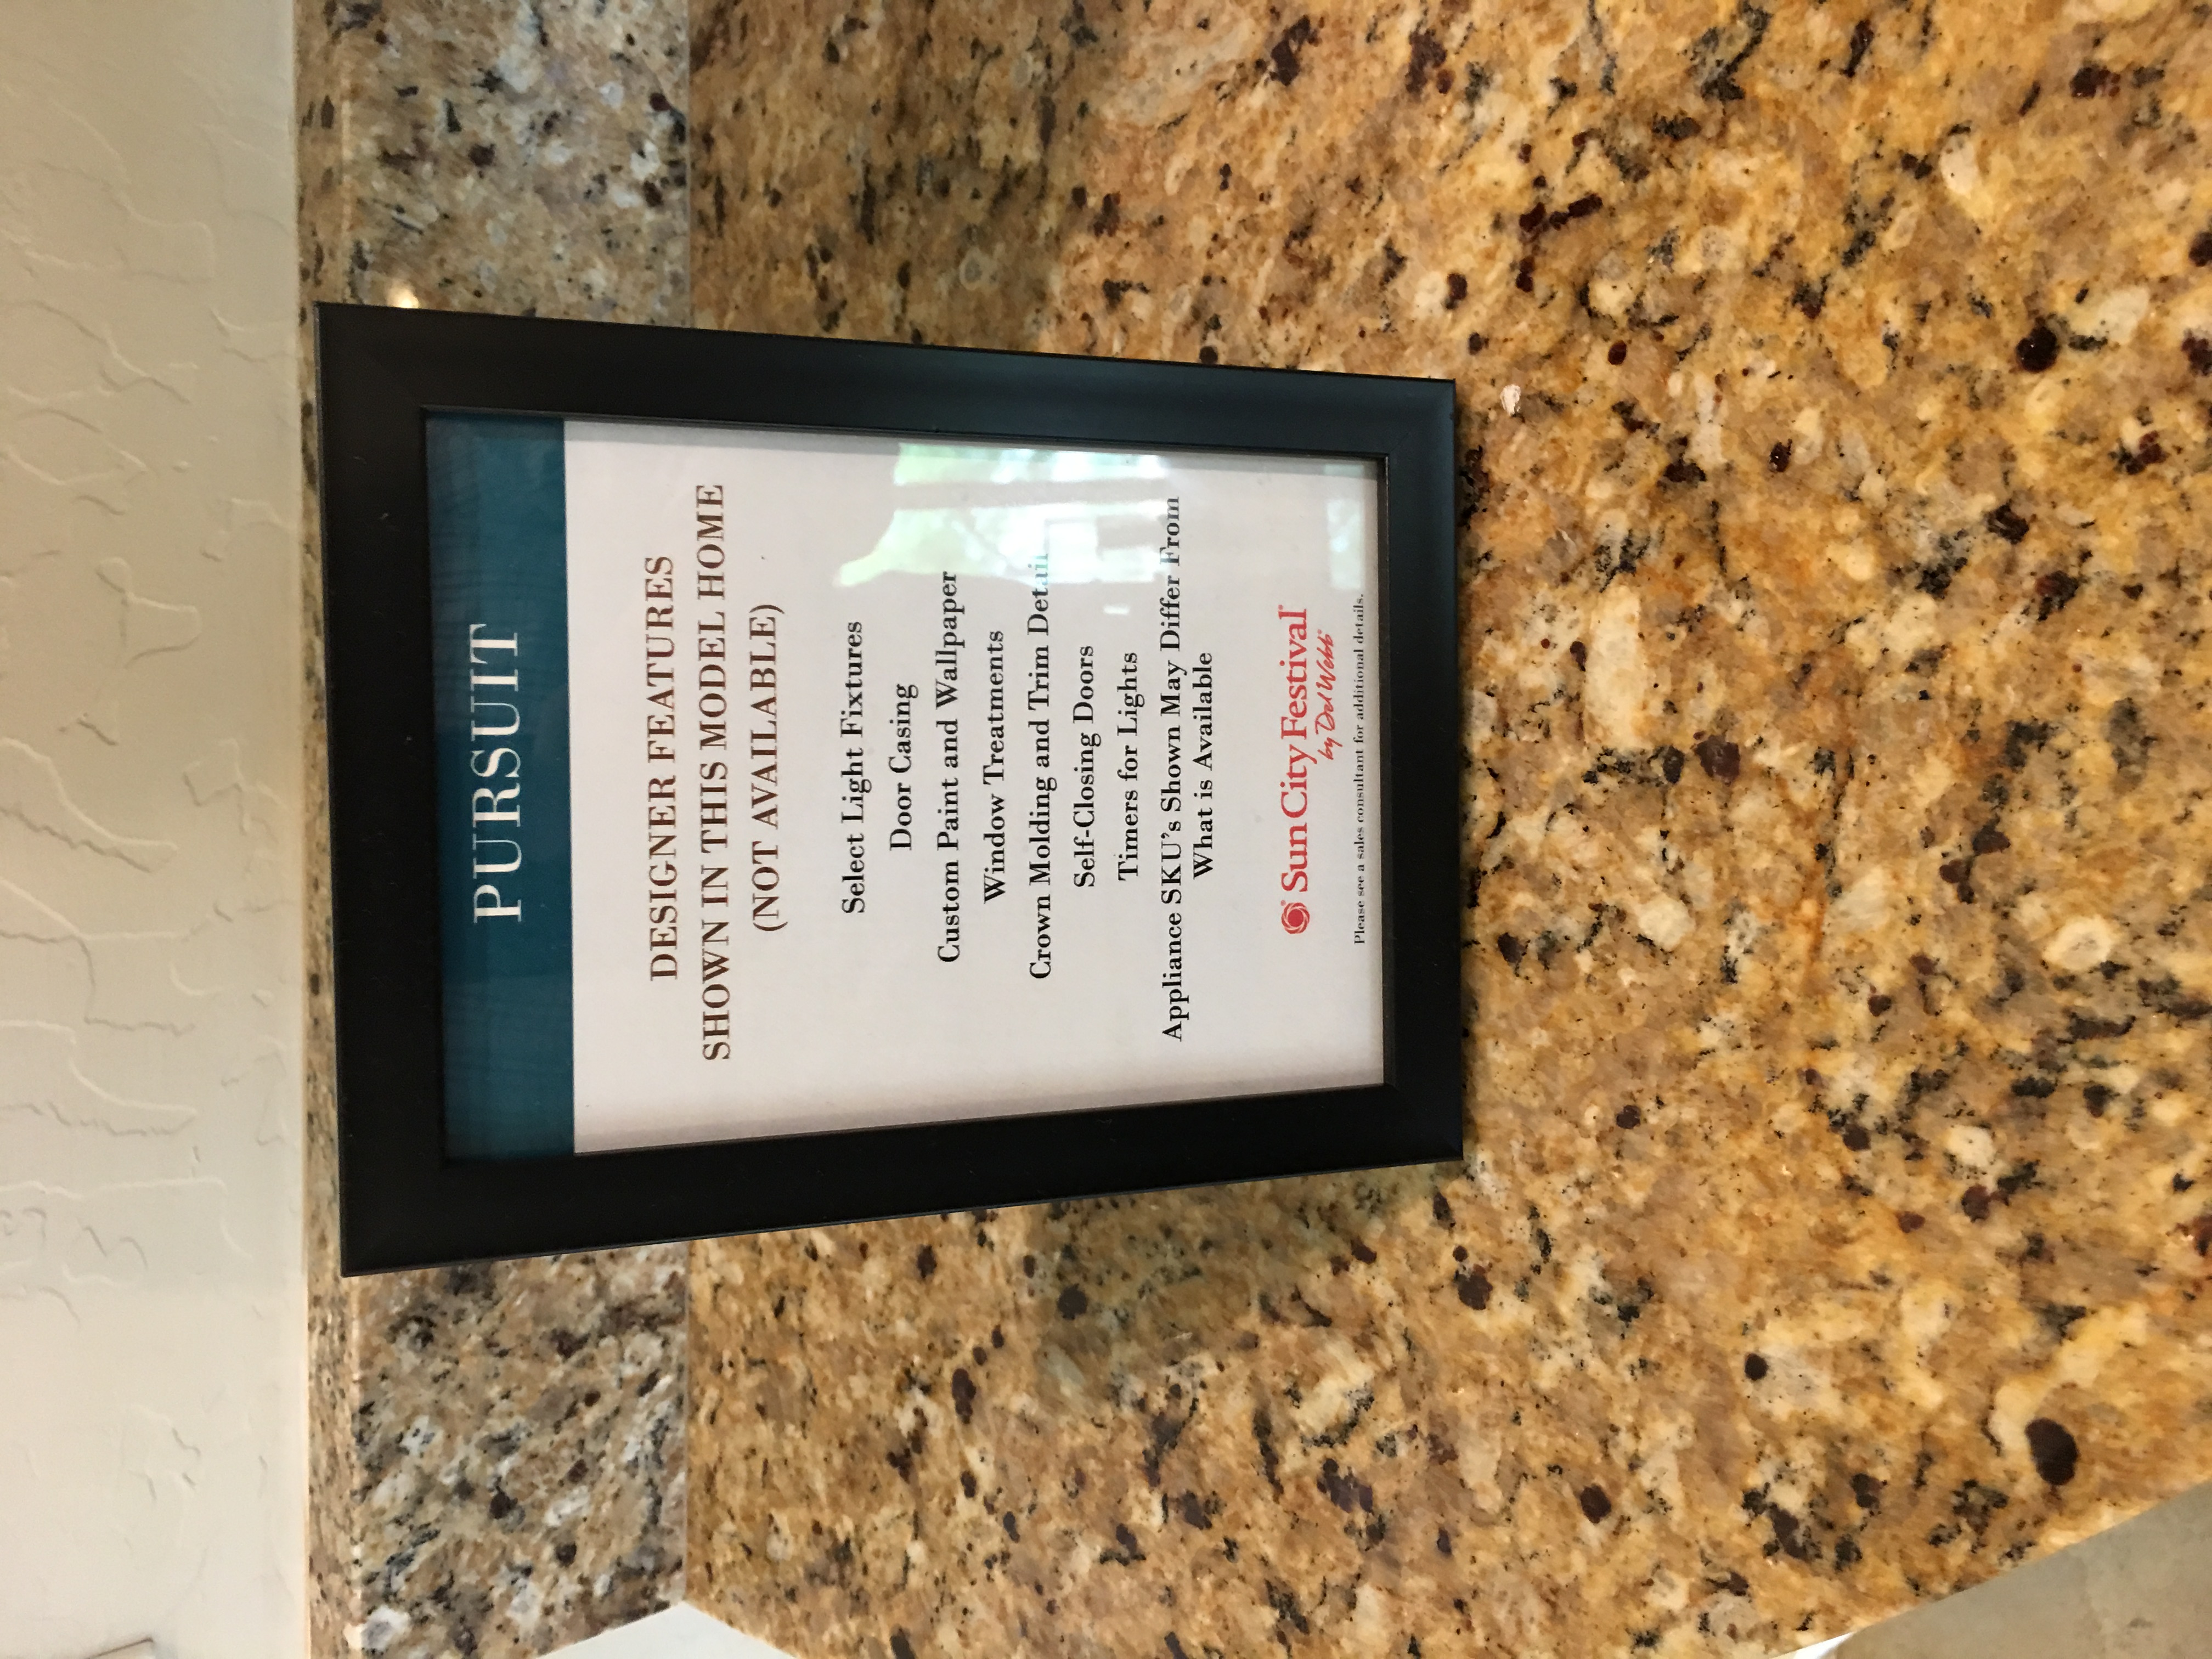 PURSUIT
DESIGNER FEATURES
SHOWN IN THIS MODEL HOME
(NOT AVAILABLE)
Select Light Fixtures
Door Casing
Custom Paint and Wallpaper
Window Treatments
Crown Molding and Trim Detail
Self-Closing Doors
Timers for Lights
Appliance SKU's Shown May Differ From
What is Available
Sun City Festival®
by Del Webb®
Please see a sales consultant for additional details.